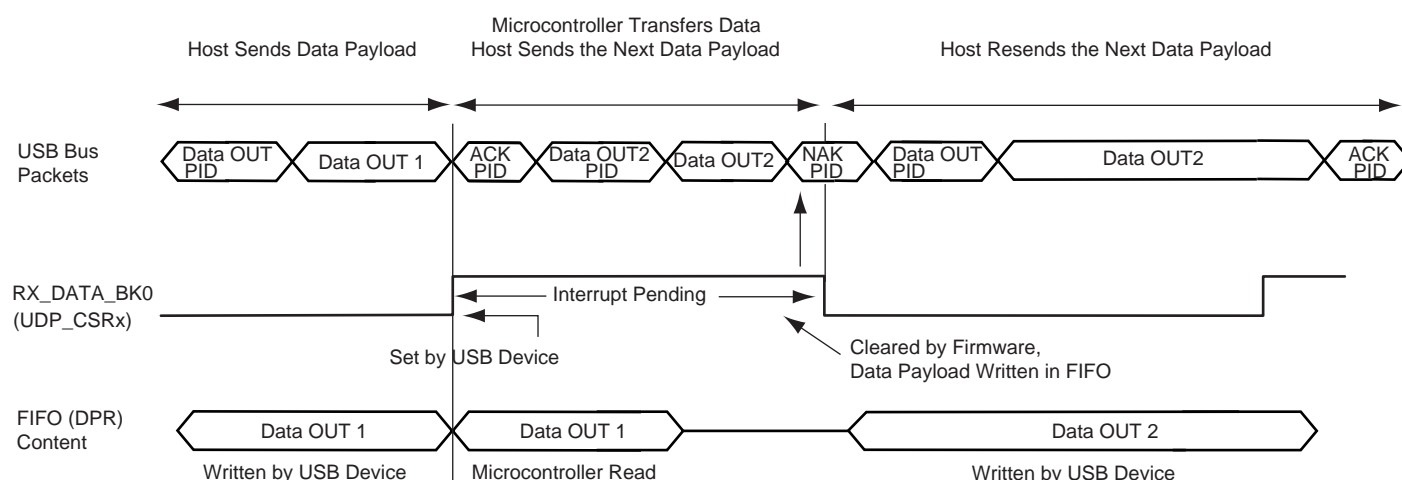 Microcontroller Transfers Data
Host Sends Data Payload
Host Sends the Next Data Payload
Host Resends the Next Data Payload
USB Bus
Packets
Data OUT
PID
Data OUT 1
ACK
PID
Data OUT2
PID
Data OUT2
NAK
PID
Data OUT
PID
Data OUT2
ACK
PID
RX_DATA_BK0
(UDP_CSRx)
Interrupt Pending
Set by USB Device
Cleared by Firmware,
Data Payload Written in FIFO
FIFO (DPR)
Content
Data OUT 1
Data OUT 1
Data OUT 2
Written by USB Device
Microcontroller Read
Written by USB Device